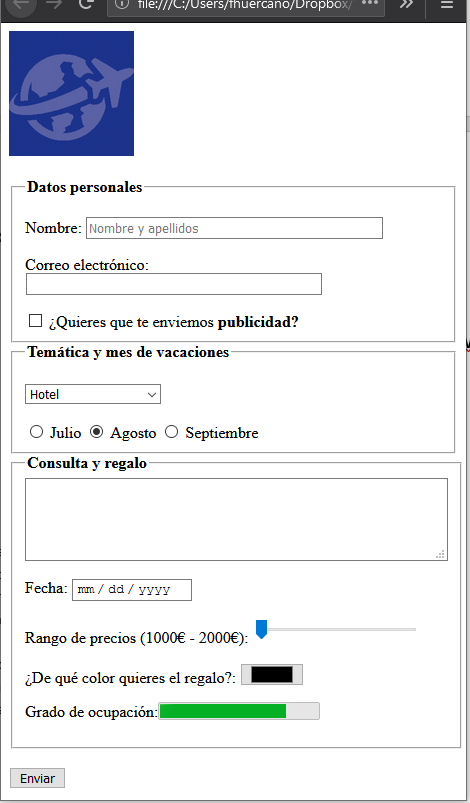 file:///C:/Users/fhuercano/Dropbox/
Datos personales
Nombre: Nombre y apellidos
Correo electrónico:
¿Quieres que te enviemos publicidad?
Temática y mes de vacaciones
Hotel
Julio Agosto Septiembre
Consulta y regalo
Fecha: mm / dd / yyyy
Rango de precios (1000€ - 2000€):
¿De qué color quieres el regalo?:
Grado de ocupación:
Enviar